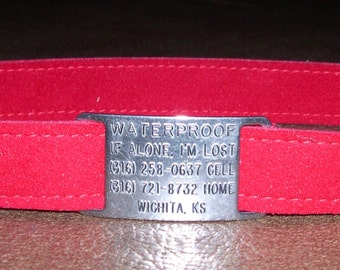 WATERPROOF
IF ALONE, I'M LOST
(316) 258-0637 CELL
(316) 721-8732 HOME
WICHITA, KS